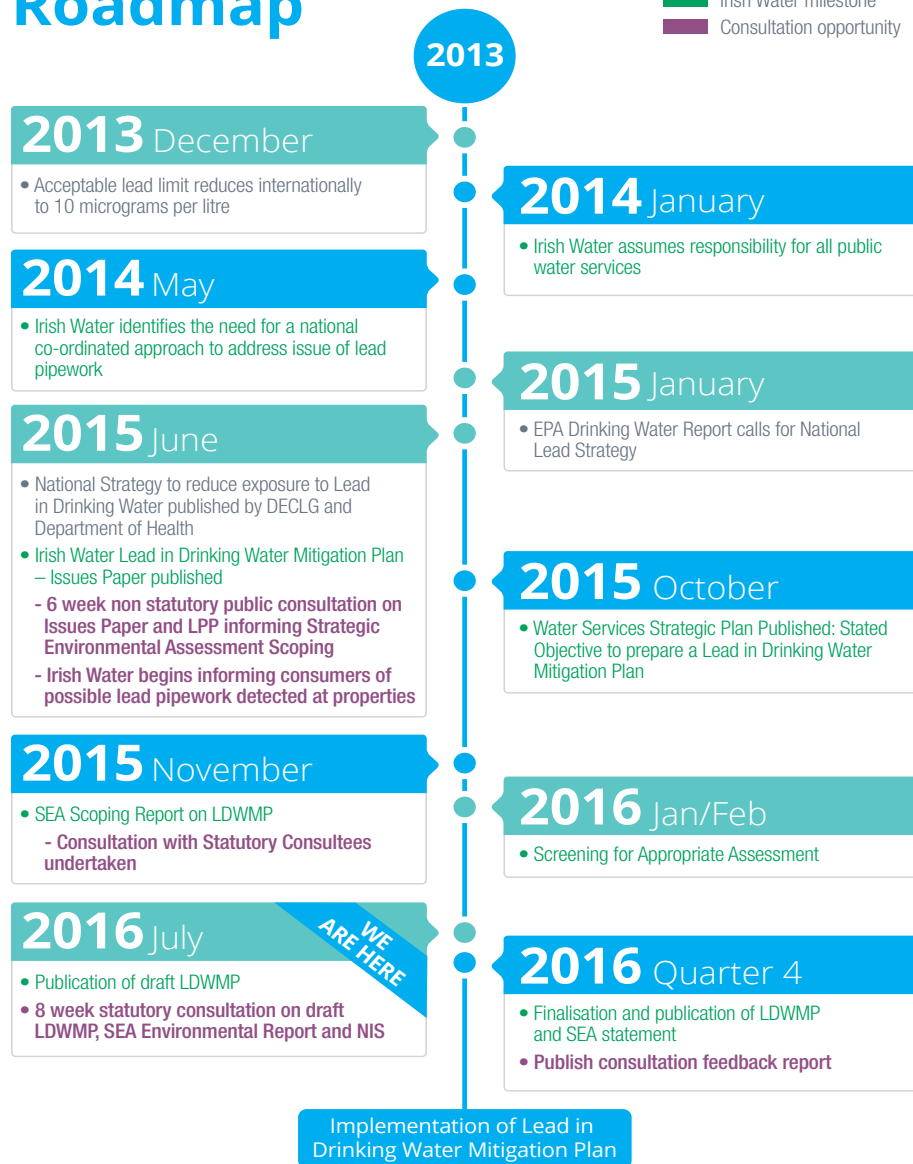 Roadmap
Irish Water milestone
Consultation opportunity
2013
2013 December
• Acceptable lead limit reduces internationally
to 10 micrograms per litre
2014 January
• Irish Water assumes responsibility for all public
water services
2014 May
• Irish Water identifies the need for a national
co-ordinated approach to address issue of lead
pipework
2015 January
• EPA Drinking Water Report calls for National
Lead Strategy
2015 June
• National Strategy to reduce exposure to Lead
in Drinking Water published by DECLG and
Department of Health
• Irish Water Lead in Drinking Water Mitigation Plan
– Issues Paper published
- 6 week non statutory public consultation on
Issues Paper and LPP informing Strategic
Environmental Assessment Scoping
- Irish Water begins informing consumers of
possible lead pipework detected at properties
2015 October
• Water Services Strategic Plan Published: Stated
Objective to prepare a Lead in Drinking Water
Mitigation Plan
2015 November
• SEA Scoping Report on LDWMP
- Consultation with Statutory Consultees
undertaken
2016 Jan/Feb
• Screening for Appropriate Assessment
2016 July
WE
ARE HERE
• Publication of draft LDWMP
• 8 week statutory consultation on draft
LDWMP, SEA Environmental Report and NIS
2016 Quarter 4
• Finalisation and publication of LDWMP
and SEA statement
• Publish consultation feedback report
Implementation of Lead in
Drinking Water Mitigation Plan